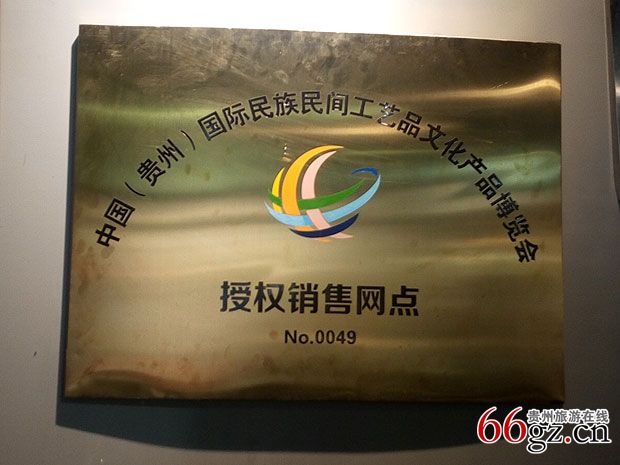 中国（贵州）国际民族民间工艺品文化产品博览会
授权销售网点
No.0049
贵州旅游在线
66gz.cn